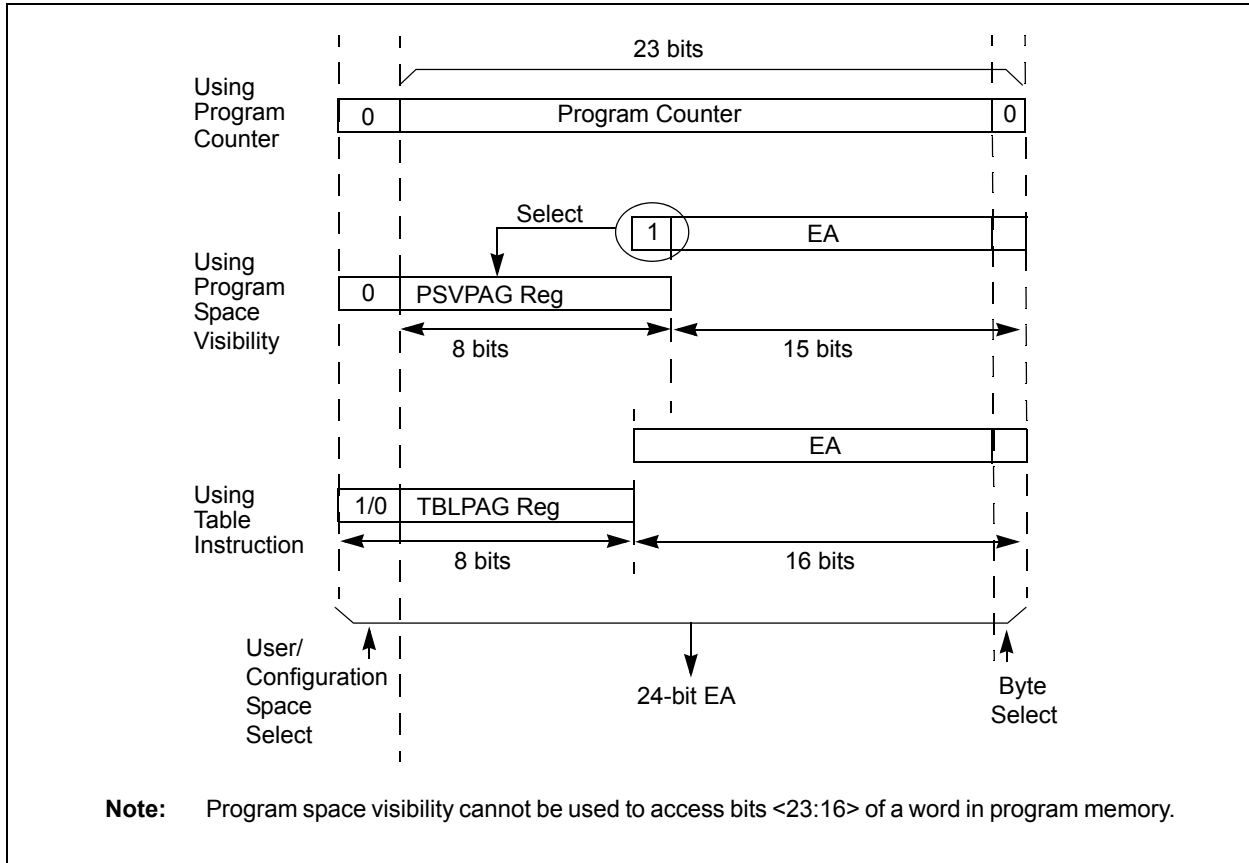 23 bits
Using
Program
Counter
0
Program Counter
0
Select
1
EA
Using
Program
Space
Visibility
0
PSVPAG Reg
8 bits
15 bits
EA
Using
Table
Instruction
1/0
TBLPAG Reg
8 bits
16 bits
User/
Configuration
Space
Select
24-bit EA
Byte
Select
Note: Program space visibility cannot be used to access bits <23:16> of a word in program memory.